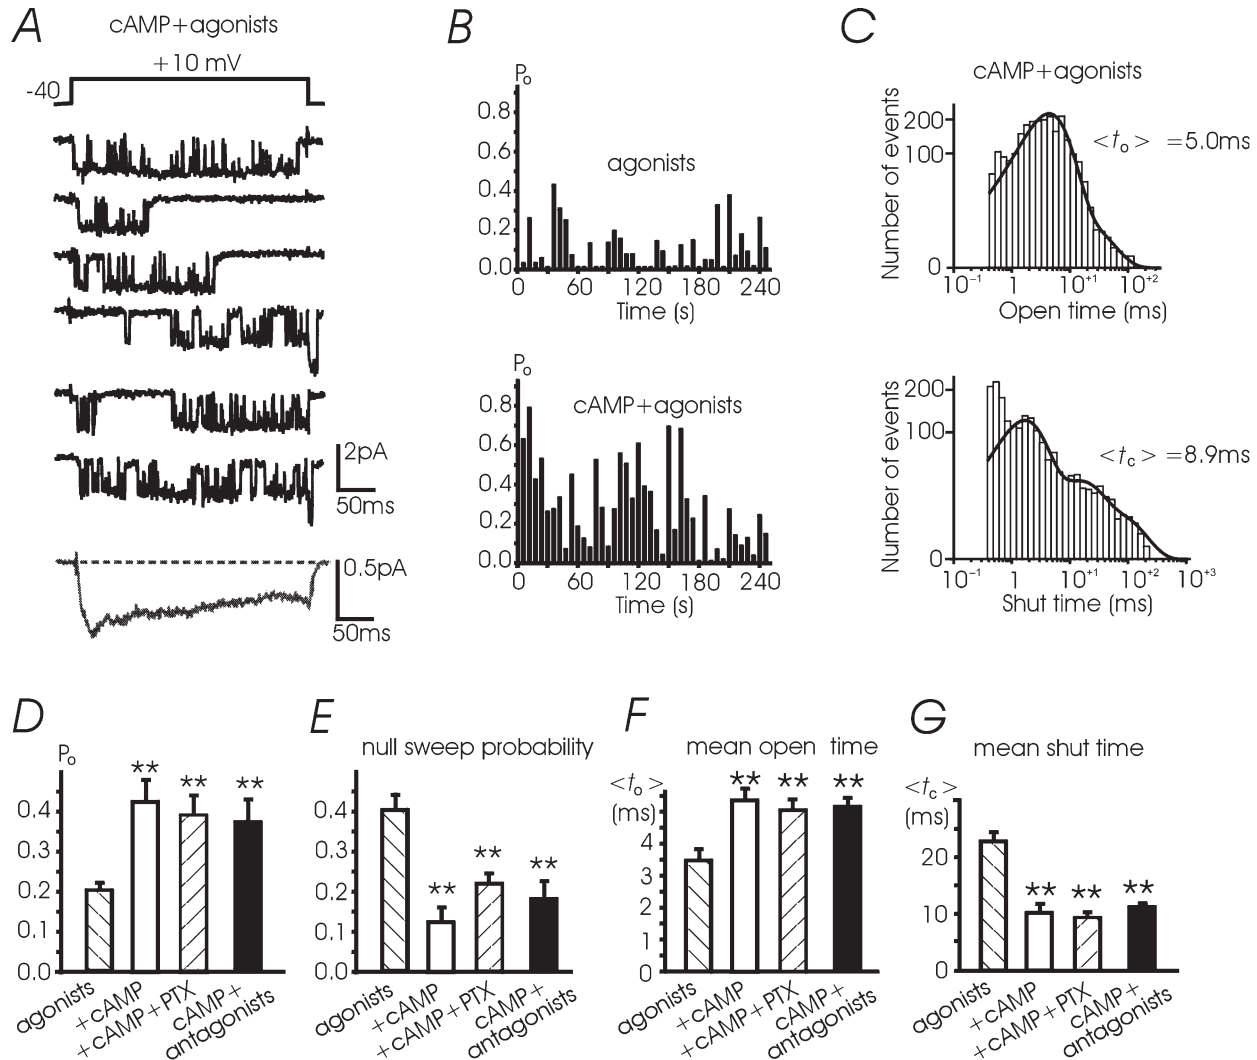 A
cAMP+agonists
+10 mV
-40
2pA
50ms
0.5pA
50ms
B
Po
0.8
0.6
0.4
0.2
0.0
agonists
0 60 120 180 240
Time (s)
Po
0.8
0.6
0.4
0.2
0.0
cAMP+agonists
0 60 120 180 240
Time (s)
C
cAMP+agonists
Number of events
200
100
0
<to> =5.0ms
10⁻¹ 1 10⁺¹ 10⁺²
Open time (ms)
Number of events
200
100
0
<tc> =8.9ms
10⁻¹ 1 10⁺¹ 10⁺² 10⁺³
Shut time (ms)
D
Po
0.4
0.3
0.2
0.1
0.0
** ** **
agonists
+cAMP
+cAMP+PTX
cAMP+
antagonists
E
null sweep probability
0.4
0.3
0.2
0.1
0.0
** ** **
agonists
+cAMP
+cAMP+PTX
cAMP+
antagonists
F
mean open time
<to>
(ms)
4
3
2
1
0
** ** **
agonists
+cAMP
+cAMP+PTX
cAMP+
antagonists
G
mean shut time
<tc>
(ms)
20
10
0
** ** **
agonists
+cAMP
+cAMP+PTX
cAMP+
antagonists